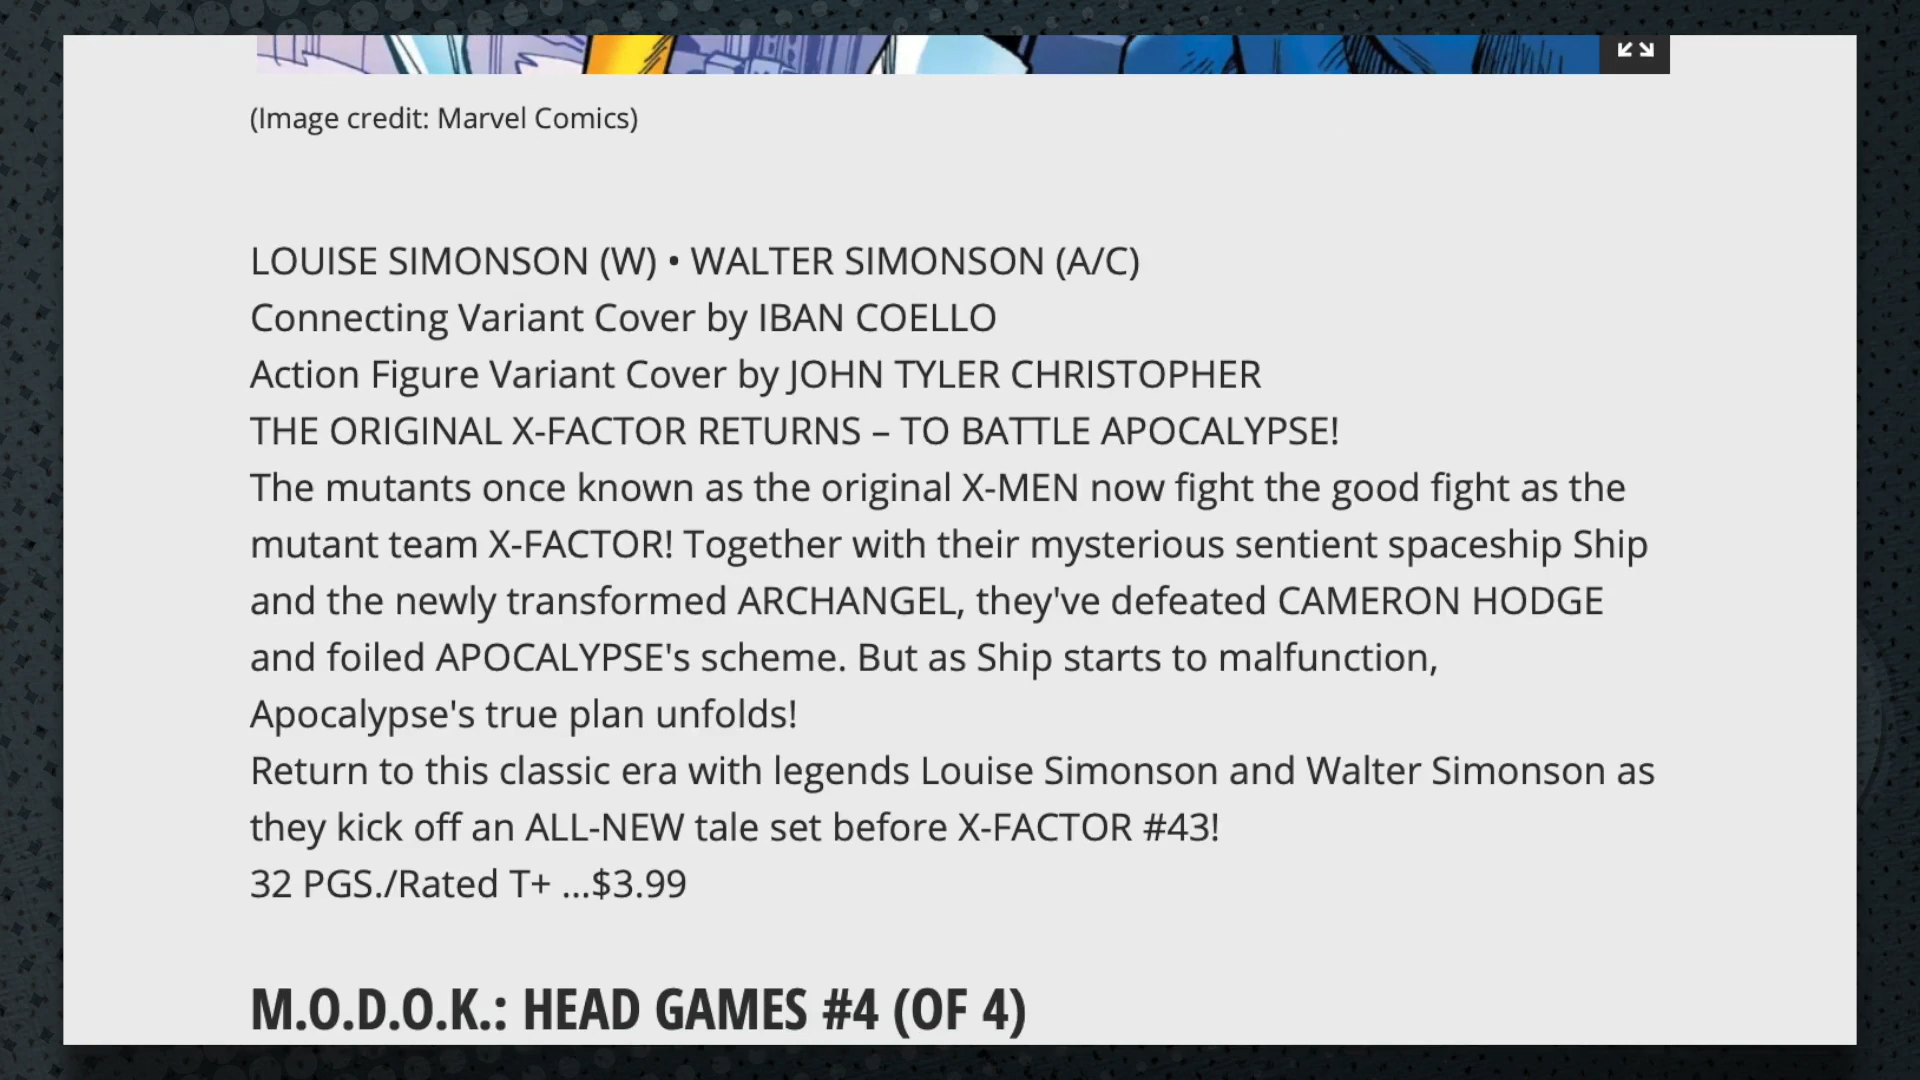 (Image credit: Marvel Comics)
LOUISE SIMONSON (W) • WALTER SIMONSON (A/C)
Connecting Variant Cover by IBAN COELLO
Action Figure Variant Cover by JOHN TYLER CHRISTOPHER
THE ORIGINAL X-FACTOR RETURNS – TO BATTLE APOCALYPSE!
The mutants once known as the original X-MEN now fight the good fight as the
mutant team X-FACTOR! Together with their mysterious sentient spaceship Ship
and the newly transformed ARCHANGEL, they've defeated CAMERON HODGE
and foiled APOCALYPSE's scheme. But as Ship starts to malfunction,
Apocalypse's true plan unfolds!
Return to this classic era with legends Louise Simonson and Walter Simonson as
they kick off an ALL-NEW tale set before X-FACTOR #43!
32 PGS./Rated T+ ...$3.99
M.O.D.O.K.: HEAD GAMES #4 (OF 4)